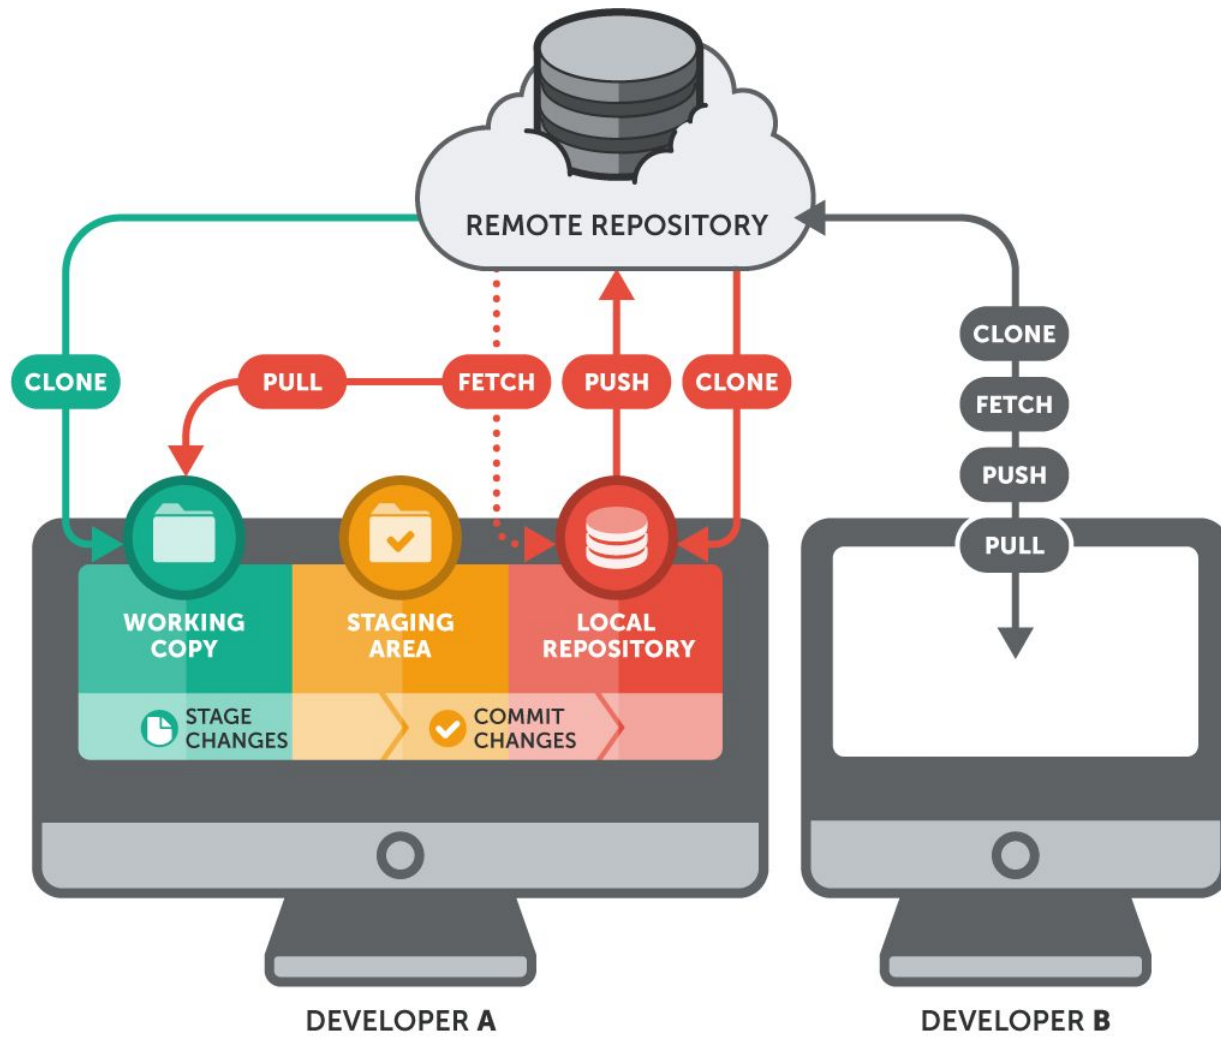 REMOTE REPOSITORY
CLONE
PULL
FETCH
PUSH
CLONE
CLONE
FETCH
PUSH
PULL
WORKING
COPY
STAGING
AREA
LOCAL
REPOSITORY
STAGE
CHANGES
COMMIT
CHANGES
DEVELOPER A
DEVELOPER B